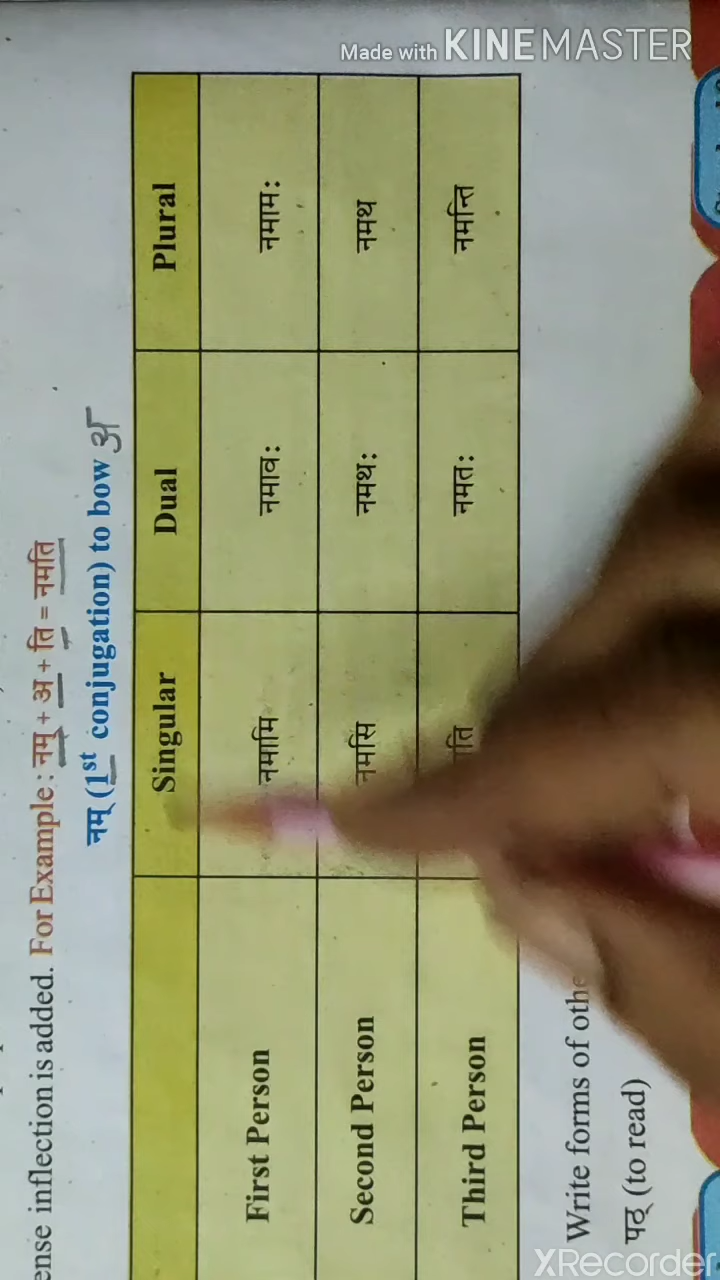 Made with KINEMASTER
ense inflection is added. For Example : नम् + अ + ति = नमति
नम् (1st conjugation) to bow अ
Singular Dual Plural
First Person नमामि नमावः नमामः
Second Person नमसि नमथः नमथ
Third Person नमतः नमन्ति
Write forms of othe
पठ् (to read)
XRecorder